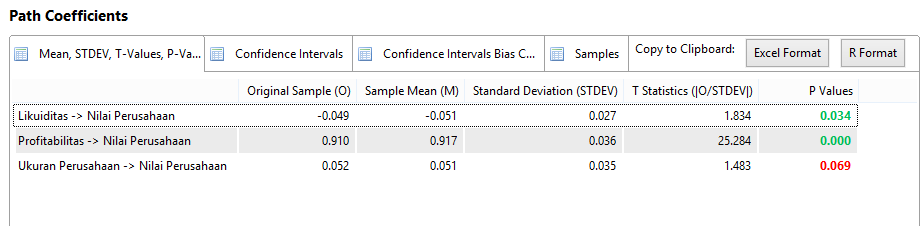 Path Coefficients
Mean, STDEV, T-Values, P-Va... Confidence Intervals Confidence Intervals Bias C... Samples Copy to Clipboard: Excel Format R Format
Original Sample (O) Sample Mean (M) Standard Deviation (STDEV) T Statistics (|O/STDEV|) P Values
Likuiditas -> Nilai Perusahaan -0.049 -0.051 0.027 1.834 0.034
Profitabilitas -> Nilai Perusahaan 0.910 0.917 0.036 25.284 0.000
Ukuran Perusahaan -> Nilai Perusahaan 0.052 0.051 0.035 1.483 0.069